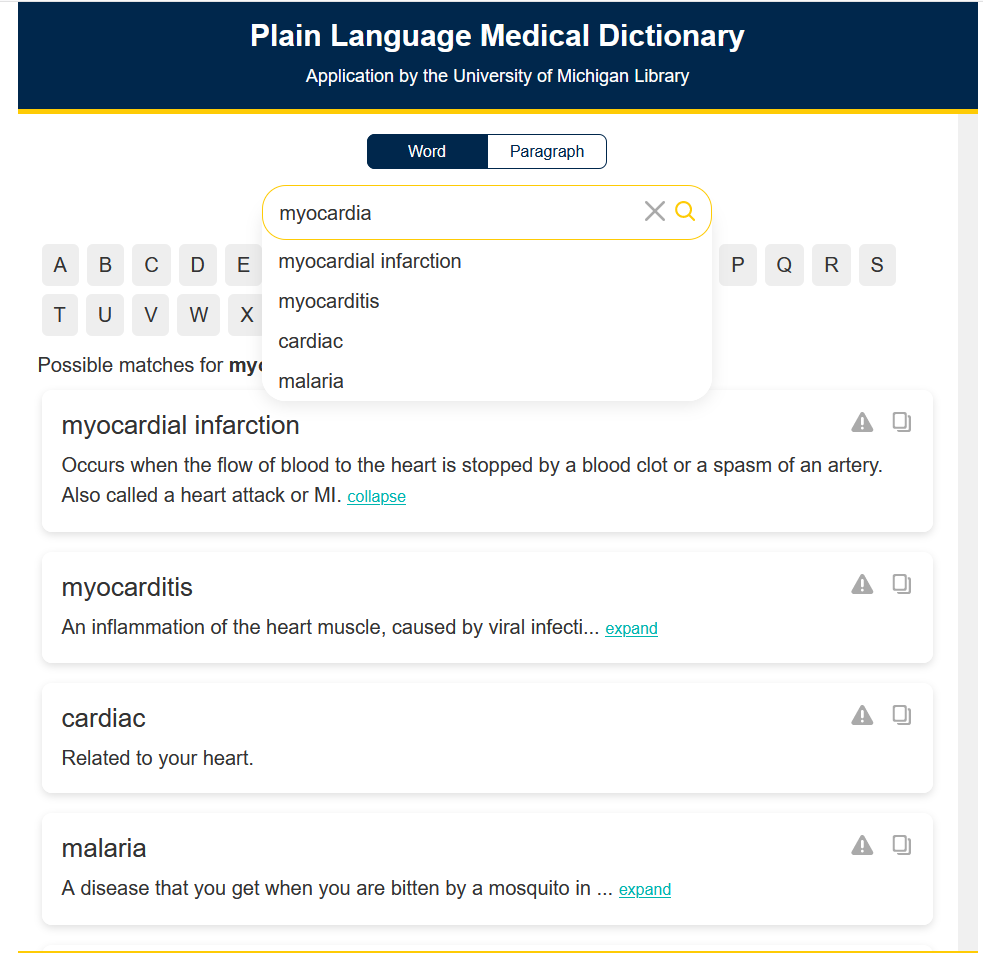 Plain Language Medical Dictionary
Application by the University of Michigan Library
Word Paragraph
myocardia
myocardial infarction
myocarditis
cardiac
malaria
A B C D E P Q R S
T U V W X
Possible matches for
myocardial infarction
Occurs when the flow of blood to the heart is stopped by a blood clot or a spasm of an artery.
Also called a heart attack or MI. collapse
myocarditis
An inflammation of the heart muscle, caused by viral infecti... expand
cardiac
Related to your heart.
malaria
A disease that you get when you are bitten by a mosquito in ... expand